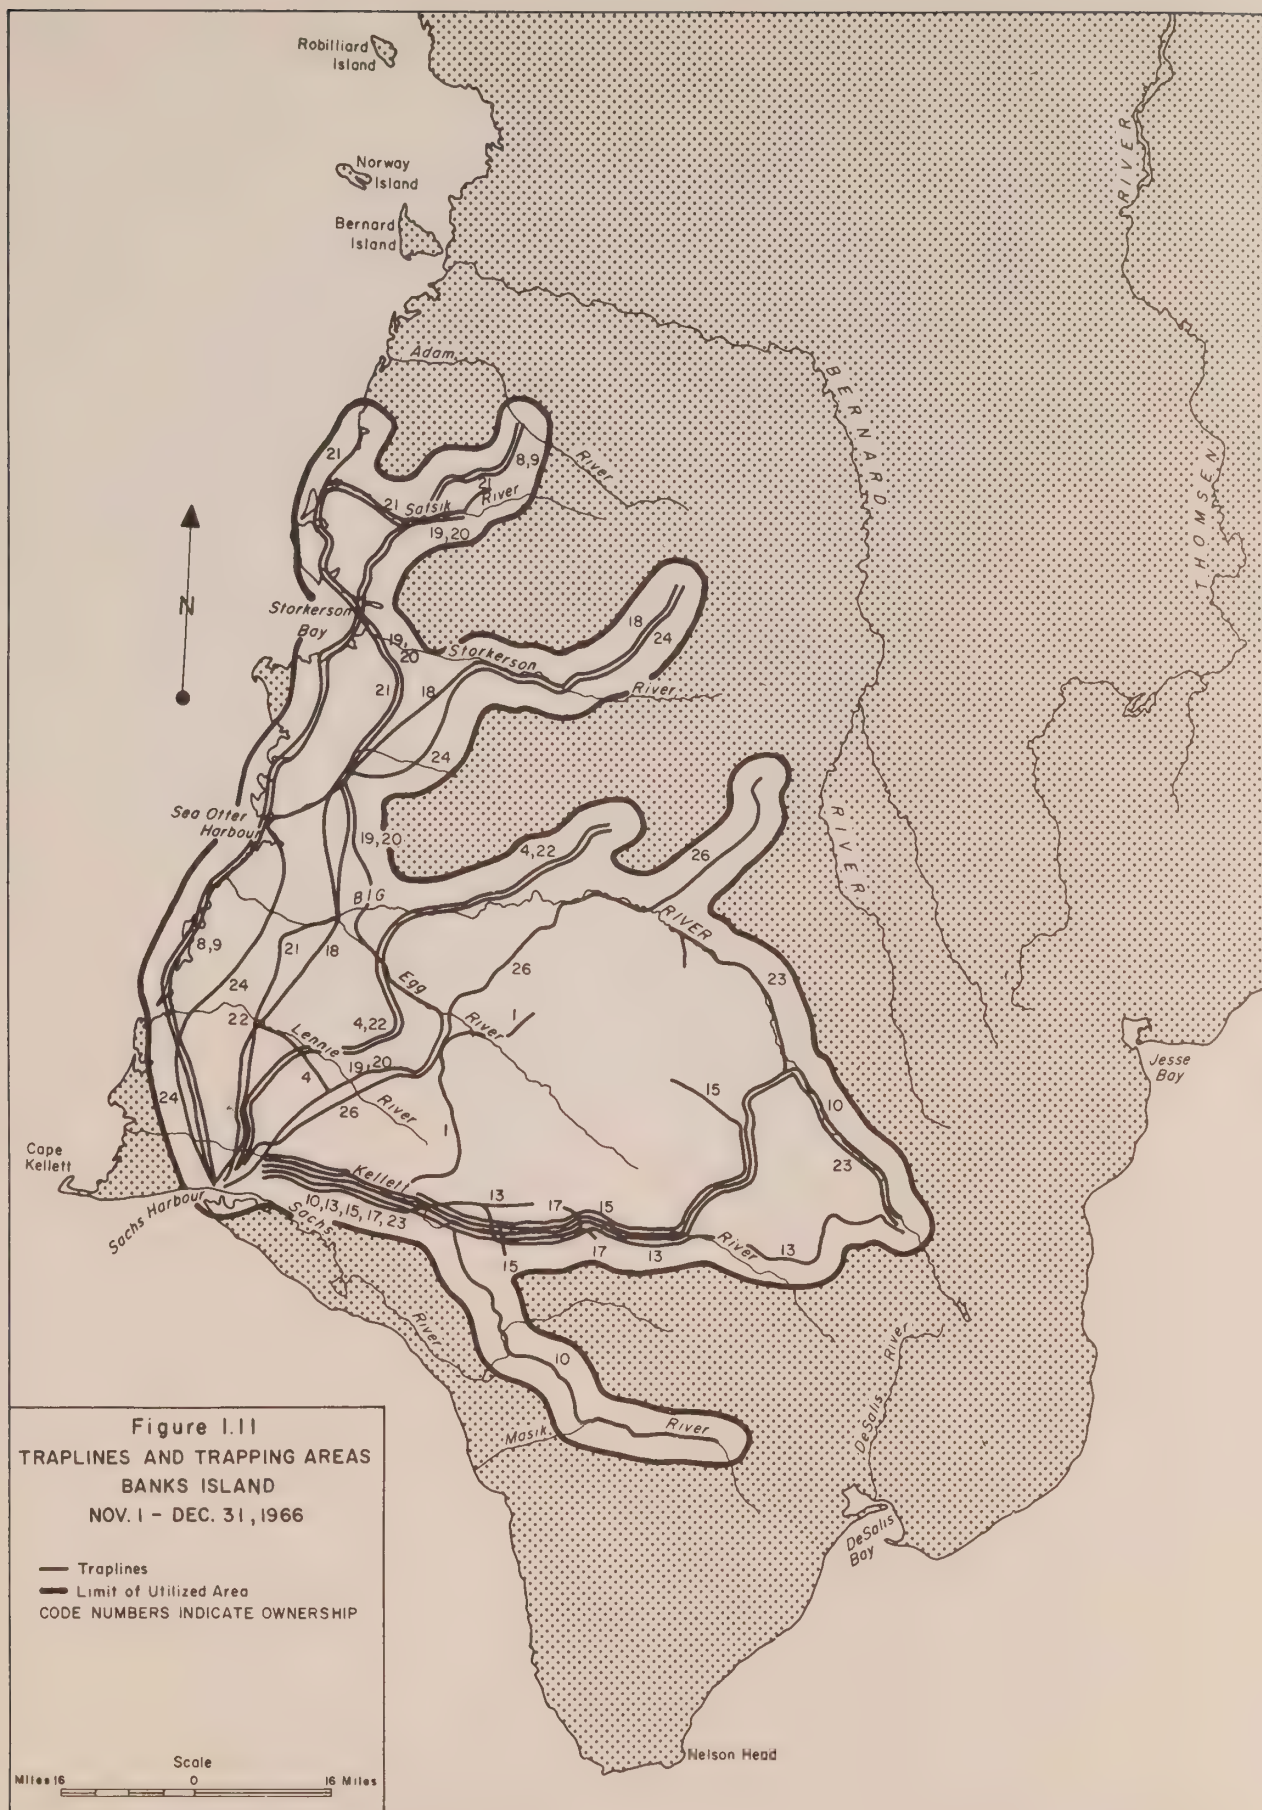 Robilliard
Island
Norway
Island
Bernard
Island
RIVER
Adam
River
BERNARD
RIVER
THOMSEN
21
8,9
21
21
Satsik River
19,20
N
Storkerson
Bay
19,
20
Storkerson
River
18
24
21
18
24
Sea Otter
Harbour
19,20
4,22
26
BIG
RIVER
8,9
21
18
26
23
24
Egg
River
1
22
Lennie
River
4,22
19,20
4
26
24
1
15
10
23
Jesse
Bay
Cape
Kellett
Sachs Harbour
Kellett
River
10,13,15,17,23
13
17
15
15
17
13
13
Sachs
River
10
Masik
River
DeSalis River
DeSalis
Bay
Nelson Head
Figure 1.11
TRAPLINES AND TRAPPING AREAS
BANKS ISLAND
NOV. 1 - DEC. 31, 1966
Traplines
Limit of Utilized Area
CODE NUMBERS INDICATE OWNERSHIP
Scale
Miles 16 0 16 Miles